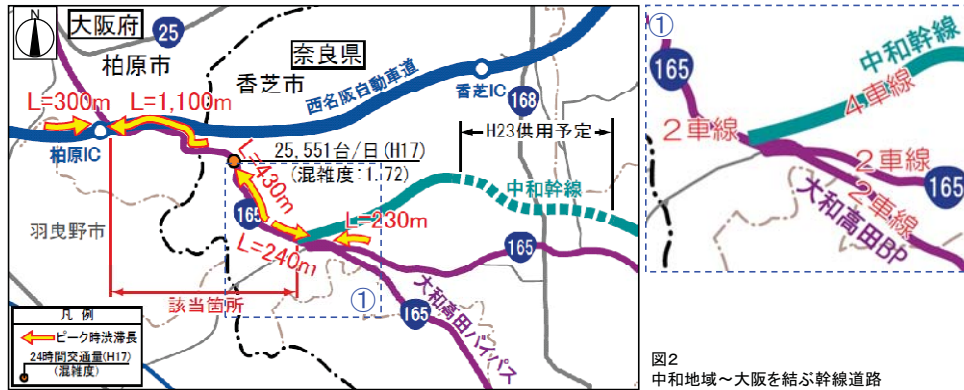 大阪府
25
柏原市
奈良県
香芝市
西名阪自動車道
香芝IC
168
L=300m
L=1,100m
柏原IC
H23供用予定
25,551台/日(H17)
(混雑度:1.72)
L=430m
中和幹線
羽曳野市
165
L=230m
L=240m
165
該当箇所
①
大和高田バイパス
165
凡例
ピーク時渋滞長
24時間交通量(H17)
(混雑度)
①
165
中和幹線
4車線
2車線
2車線
165
2車線
大和高田BP
図2
中和地域～大阪を結ぶ幹線道路